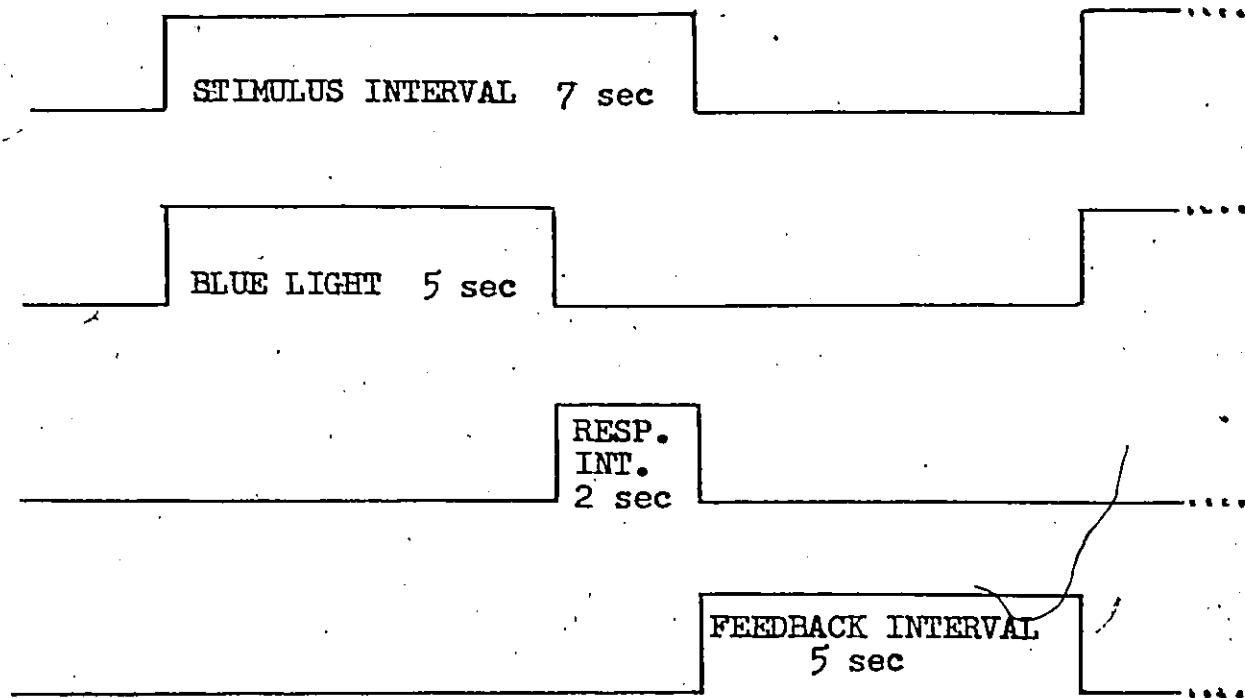 STIMULUS INTERVAL 7 sec
BLUE LIGHT 5 sec
RESP.
INT.
2 sec
FEEDBACK INTERVAL
5 sec